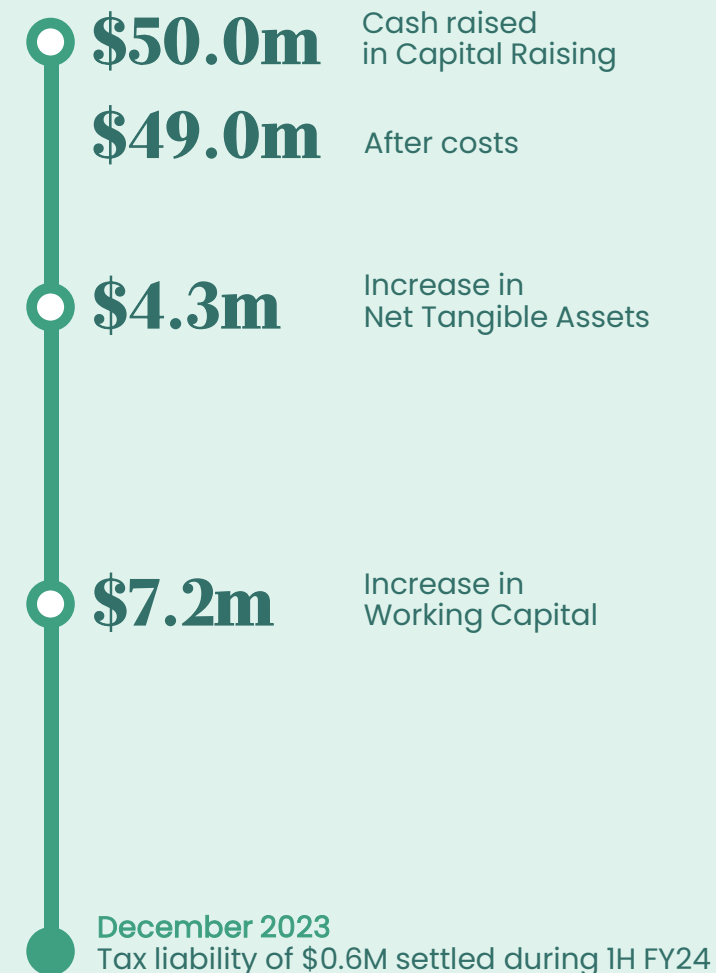 $50.0m
Cash raised
in Capital Raising
$49.0m
After costs
$4.3m
Increase in
Net Tangible Assets
$7.2m
Increase in
Working Capital
December 2023
Tax liability of $0.6M settled during 1H FY24